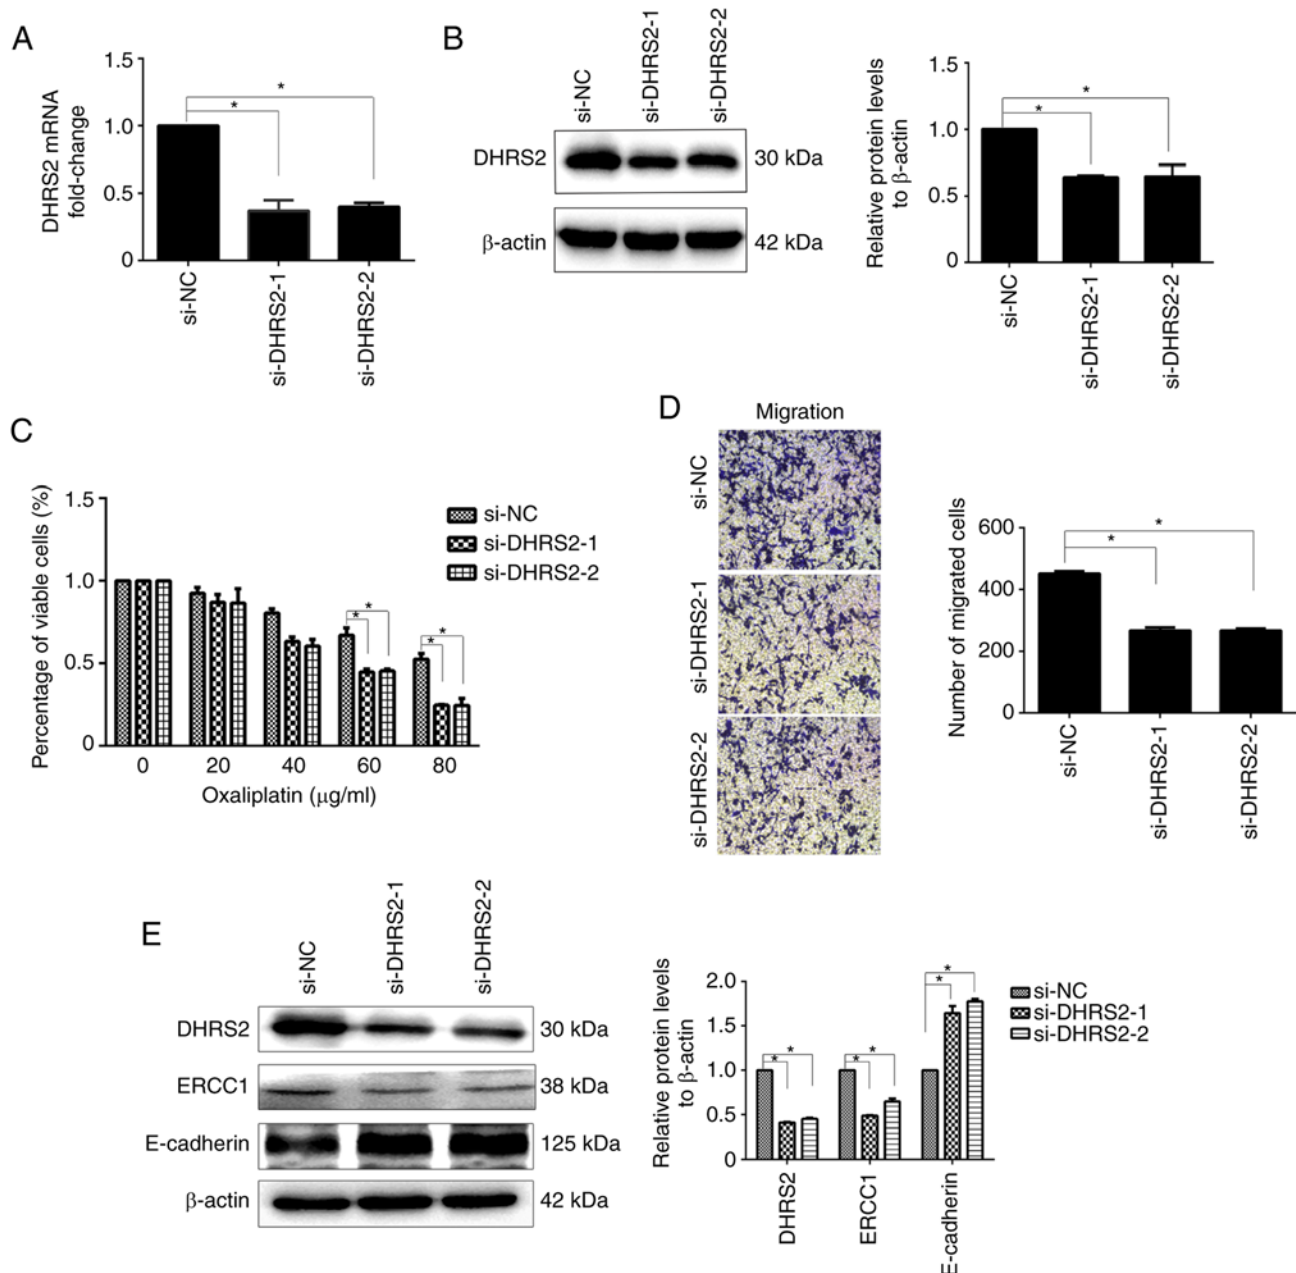 A
DHRS2 mRNA
fold-change
1.5
1.0
0.5
0
*
*
si-NC
si-DHRS2-1
si-DHRS2-2
B
si-NC
si-DHRS2-1
si-DHRS2-2
DHRS2
30 kDa
β-actin
42 kDa
Relative protein levels
to β-actin
1.5
1.0
0.5
0
*
*
si-NC
si-DHRS2-1
si-DHRS2-2
C
Percentage of viable cells (%)
1.5
1.0
0.5
0
si-NC
si-DHRS2-1
si-DHRS2-2
*
*
*
*
0 20 40 60 80
Oxaliplatin (μg/ml)
D
Migration
si-NC
si-DHRS2-1
si-DHRS2-2
Number of migrated cells
600
400
200
0
*
*
si-NC
si-DHRS2-1
si-DHRS2-2
E
si-NC
si-DHRS2-1
si-DHRS2-2
DHRS2
30 kDa
ERCC1
38 kDa
E-cadherin
125 kDa
β-actin
42 kDa
Relative protein levels
to β-actin
2.0
1.5
1.0
0.5
0
*
*
*
*
*
*
si-NC
si-DHRS2-1
si-DHRS2-2
DHRS2
ERCC1
E-cadherin